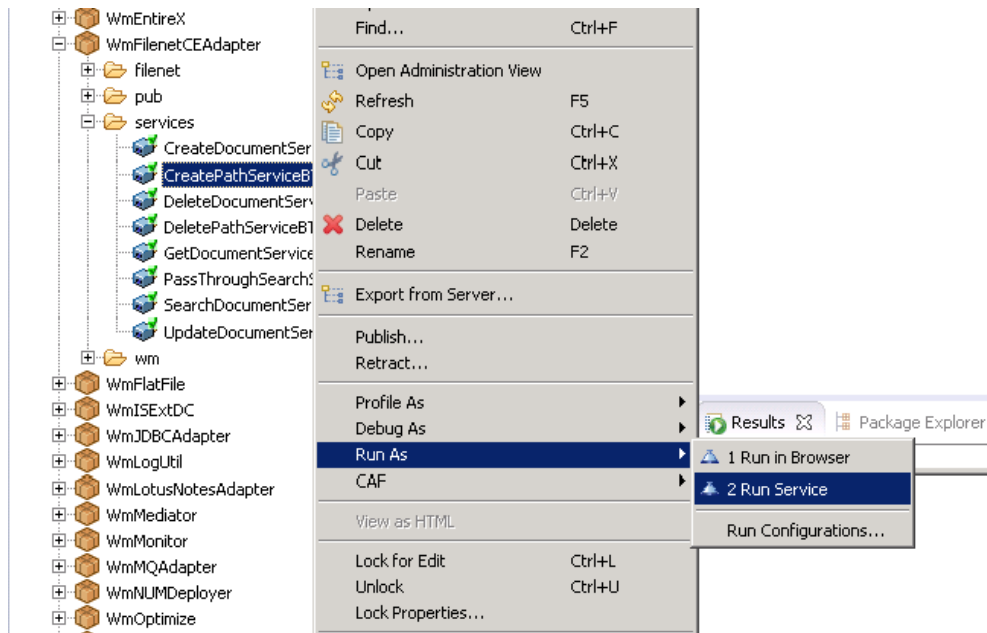 WmEntireX
WmFilenetCEAdapter
filenet
pub
services
CreateDocumentSer
CreatePathServiceBT
DeleteDocumentServ
DeletePathServiceBT
GetDocumentService
PassThroughSearchS
SearchDocumentSer
UpdateDocumentSer
wm
WmFlatFile
WmISExtDC
WmJDBCAdapter
WmLogUtil
WmLotusNotesAdapter
WmMediator
WmMonitor
WmMQAdapter
WmNUMDeployer
WmOptimize
Find... Ctrl+F
Open Administration View
Refresh F5
Copy Ctrl+C
Cut Ctrl+X
Paste Ctrl+V
Delete Delete
Rename F2
Export from Server...
Publish...
Retract...
Profile As
Debug As
Run As
CAF
View as HTML
Lock for Edit Ctrl+L
Unlock Ctrl+U
Lock Properties...
Results Package Explorer
1 Run in Browser
2 Run Service
Run Configurations...